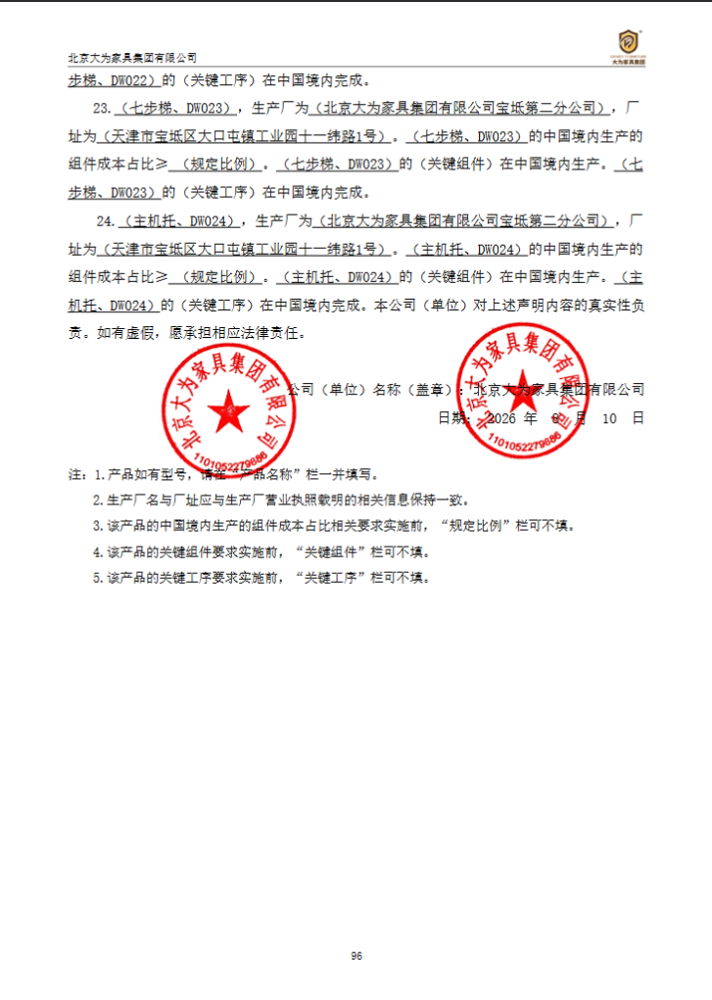 北京大为家具集团有限公司
大为家具集团
步梯、DW022）的（关键工序）在中国境内完成。
23.（七步梯、DW023），生产厂为（北京大为家具集团有限公司宝坻第二分公司），厂
址为（天津市宝坻区大口屯镇工业园十一纬路1号）。（七步梯、DW023）的中国境内生产的
组件成本占比≥（规定比例）。（七步梯、DW023）的（关键组件）在中国境内生产。（七
步梯、DW023）的（关键工序）在中国境内完成。
24.（主机托、DW024），生产厂为（北京大为家具集团有限公司宝坻第二分公司），厂
址为（天津市宝坻区大口屯镇工业园十一纬路1号）。（主机托、DW024）的中国境内生产的
组件成本占比≥（规定比例）。（主机托、DW024）的（关键组件）在中国境内生产。（主
机托、DW024）的（关键工序）在中国境内完成。本公司（单位）对上述声明内容的真实性负
责。如有虚假，愿承担相应法律责任。
北京大为家具集团有限公司
1101052279686
北京大为家具集团有限公司
1101052279686
公司（单位）名称（盖章）：北京大为家具集团有限公司
日期： 2026 年 月 10 日
注：1.产品如有型号，请在“产品名称”栏一并填写。
2.生产厂名与厂址应与生产厂营业执照载明的相关信息保持一致。
3.该产品的中国境内生产的组件成本占比相关要求实施前，“规定比例”栏可不填。
4.该产品的关键组件要求实施前，“关键组件”栏可不填。
5.该产品的关键工序要求实施前，“关键工序”栏可不填。
96